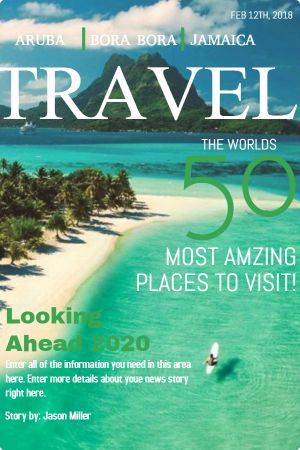 FEB 12TH, 2018
ARUBA BORA BORA JAMAICA
TRAVEL
THE WORLDS
50
MOST AMZING
PLACES TO VISIT!
Looking
Ahead 2020
Enter all of the information you need in this area
here. Enter more details about youe news story
right here.
Story by: Jason Miller